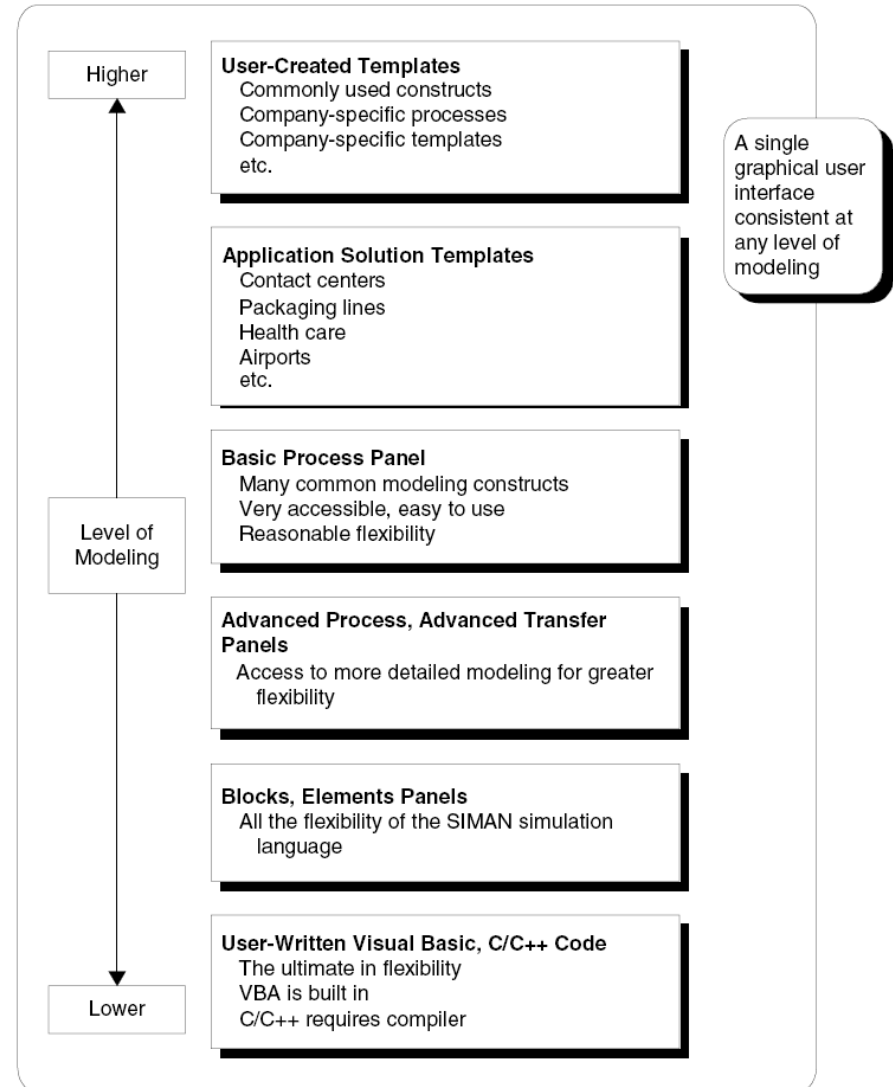 Higher
User-Created Templates
Commonly used constructs
Company-specific processes
Company-specific templates
etc.
A single
graphical user
interface
consistent at
any level of
modeling
Application Solution Templates
Contact centers
Packaging lines
Health care
Airports
etc.
Level of
Modeling
Basic Process Panel
Many common modeling constructs
Very accessible, easy to use
Reasonable flexibility
Advanced Process, Advanced Transfer
Panels
Access to more detailed modeling for greater
flexibility
Blocks, Elements Panels
All the flexibility of the SIMAN simulation
language
Lower
User-Written Visual Basic, C/C++ Code
The ultimate in flexibility
VBA is built in
C/C++ requires compiler